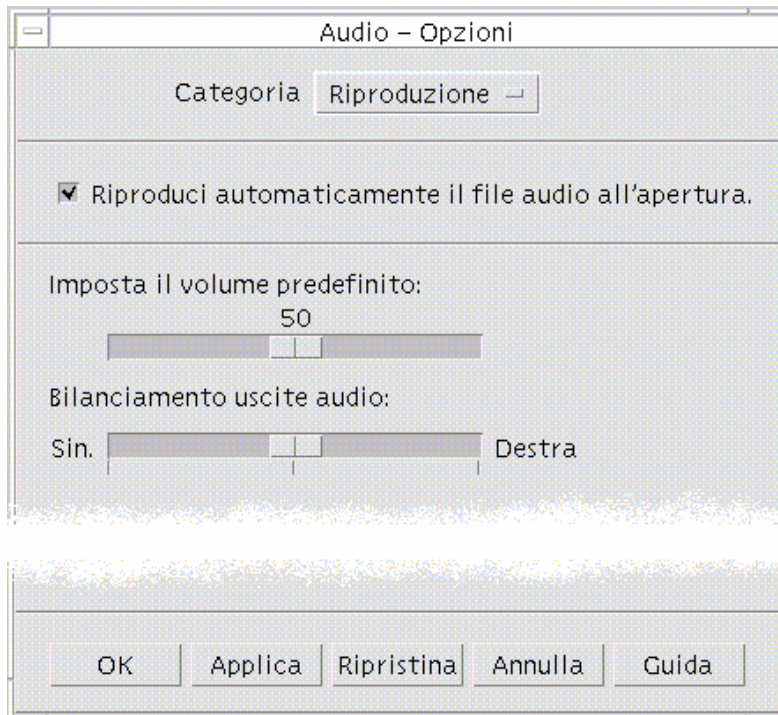 Audio – Opzioni
Categoria Riproduzione
Riproduci automaticamente il file audio all'apertura.
Imposta il volume predefinito:
50
Bilanciamento uscite audio:
Sin. Destra
OK Applica Ripristina Annulla Guida